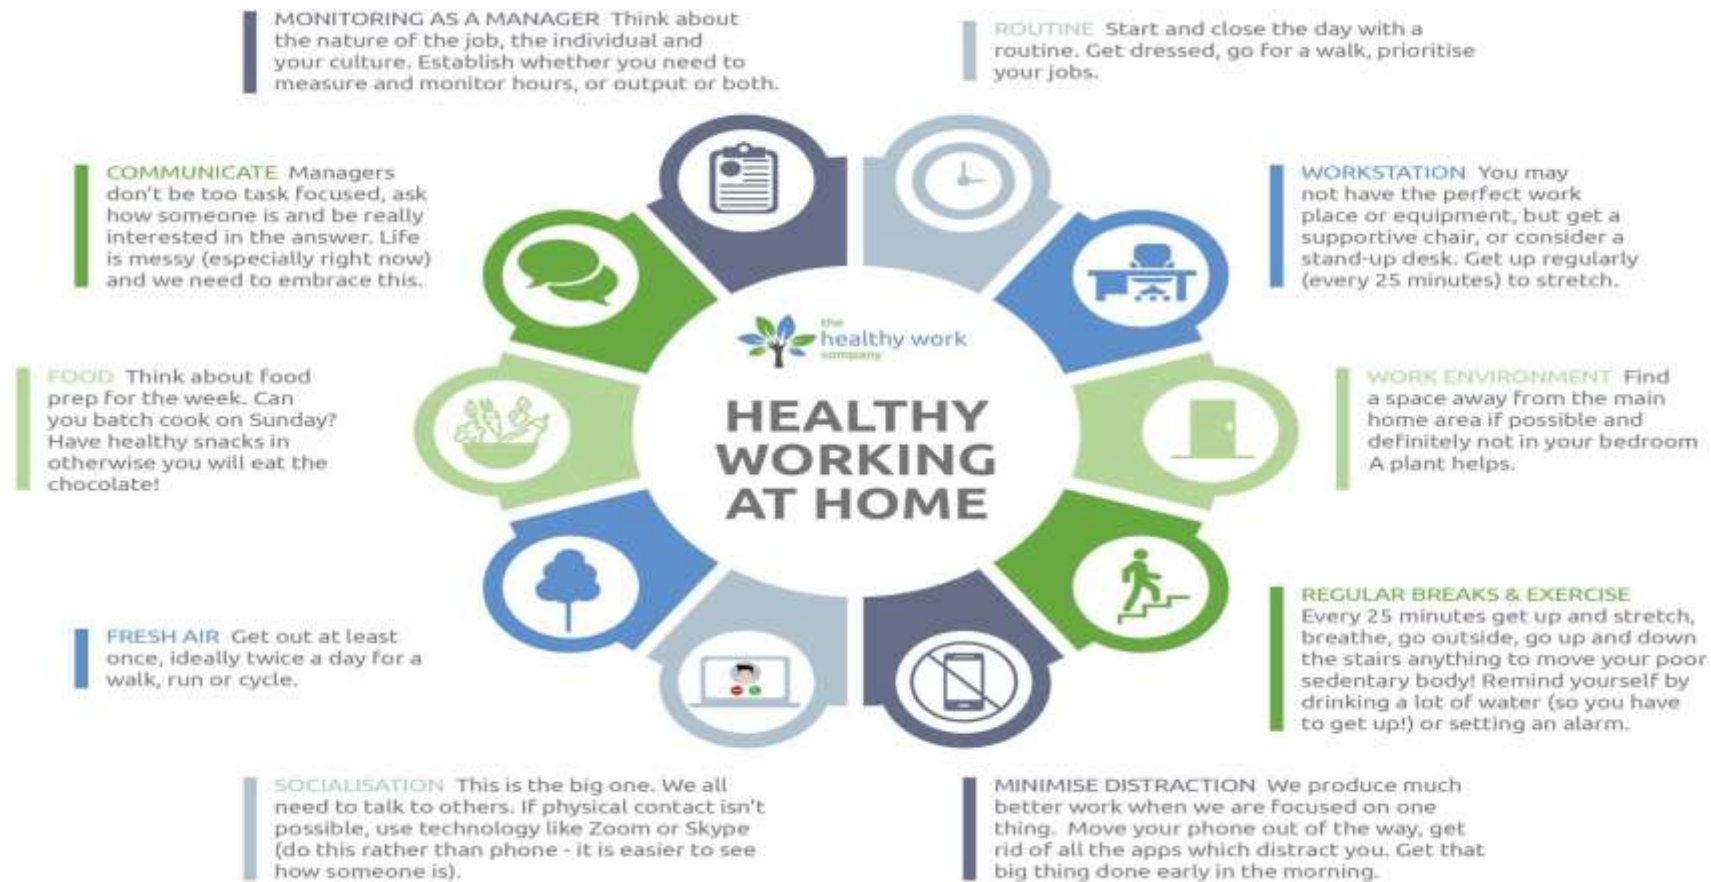 MONITORING AS A MANAGER Think about
the nature of the job, the individual and
your culture. Establish whether you need to
measure and monitor hours, or output or both.
ROUTINE Start and close the day with a
routine. Get dressed, go for a walk, prioritise
your jobs.
COMMUNICATE Managers
don't be too task focused, ask
how someone is and be really
interested in the answer. Life
is messy (especially right now)
and we need to embrace this.
WORKSTATION You may
not have the perfect work
place or equipment, but get a
supportive chair, or consider a
stand-up desk. Get up regularly
(every 25 minutes) to stretch.
the
healthy work
company
HEALTHY
WORKING
AT HOME
FOOD Think about food
prep for the week. Can
you batch cook on Sunday?
Have healthy snacks in
otherwise you will eat the
chocolate!
WORK ENVIRONMENT Find
a space away from the main
home area if possible and
definitely not in your bedroom
A plant helps.
FRESH AIR Get out at least
once, ideally twice a day for a
walk, run or cycle.
REGULAR BREAKS & EXERCISE
Every 25 minutes get up and stretch,
breathe, go outside, go up and down
the stairs anything to move your poor
sedentary body! Remind yourself by
drinking a lot of water (so you have
to get up!) or setting an alarm.
SOCIALISATION This is the big one. We all
need to talk to others. If physical contact isn't
possible, use technology like Zoom or Skype
(do this rather than phone - it is easier to see
how someone is).
MINIMISE DISTRACTION We produce much
better work when we are focused on one
thing. Move your phone out of the way, get
rid of all the apps which distract you. Get that
big thing done early in the morning.